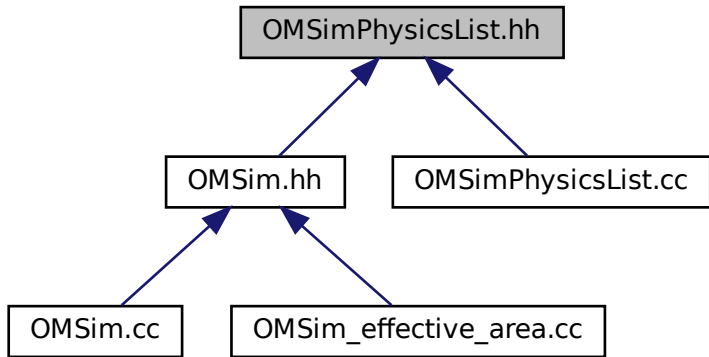 OMSimPhysicsList.hh
OMSim.hh
OMSimPhysicsList.cc
OMSim.cc
OMSim_effective_area.cc